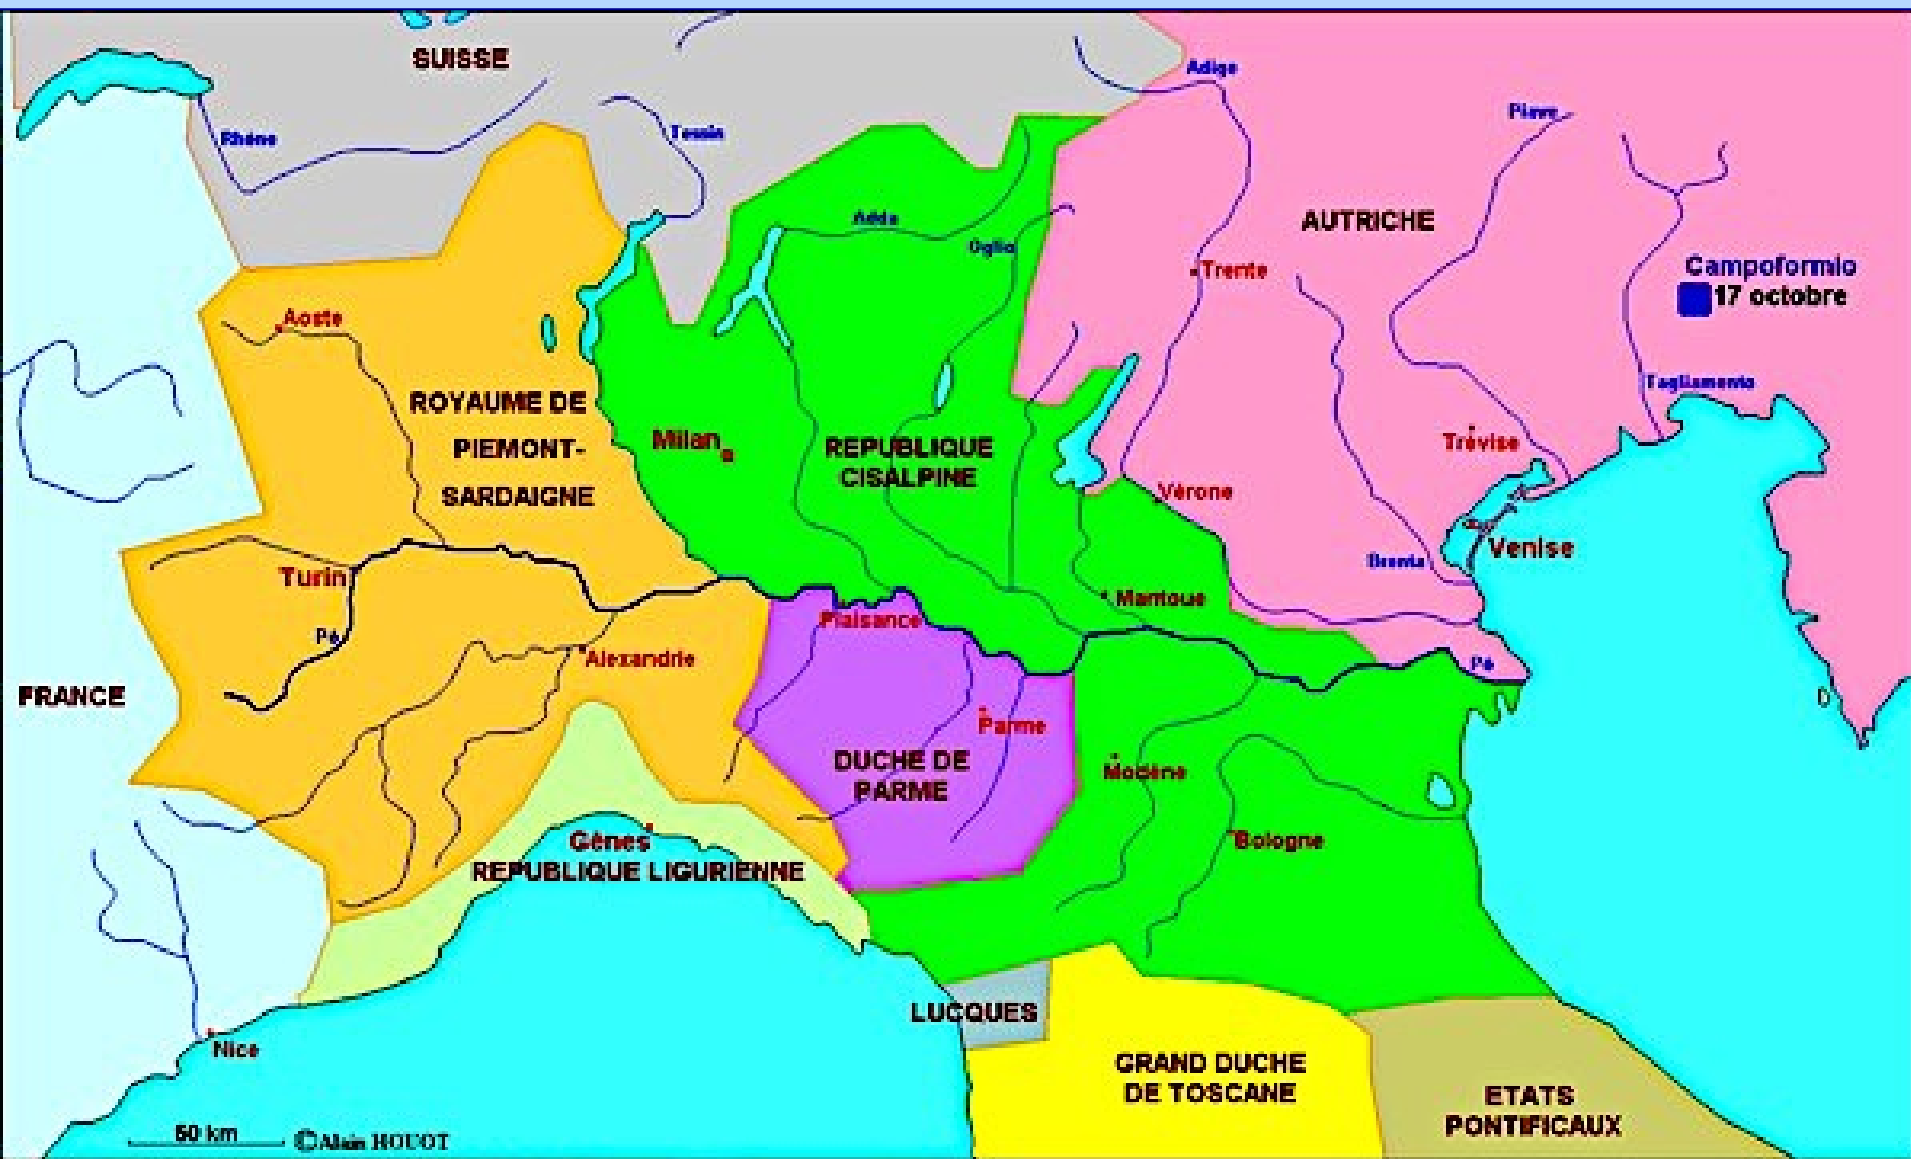 SUISSE
Adige
Piave
Rhône
Tessin
Adda
AUTRICHE
Oglio
Campoformio
Trente
17 octobre
Aoste
Tagliamento
ROYAUME DE
PIEMONT-
SARDAIGNE
Milan
REPUBLIQUE
CISALPINE
Trévise
Vérone
Venise
Brenta
Turin
Mantoue
Plaisance
Pô
Alexandrie
Pô
FRANCE
Parme
DUCHE DE
PARME
Modène
Gènes
Bologne
REPUBLIQUE LIGURIENNE
LUCQUES
Nice
GRAND DUCHE
DE TOSCANE
ETATS
PONTIFICAUX
50 km
©Alain HOUOT